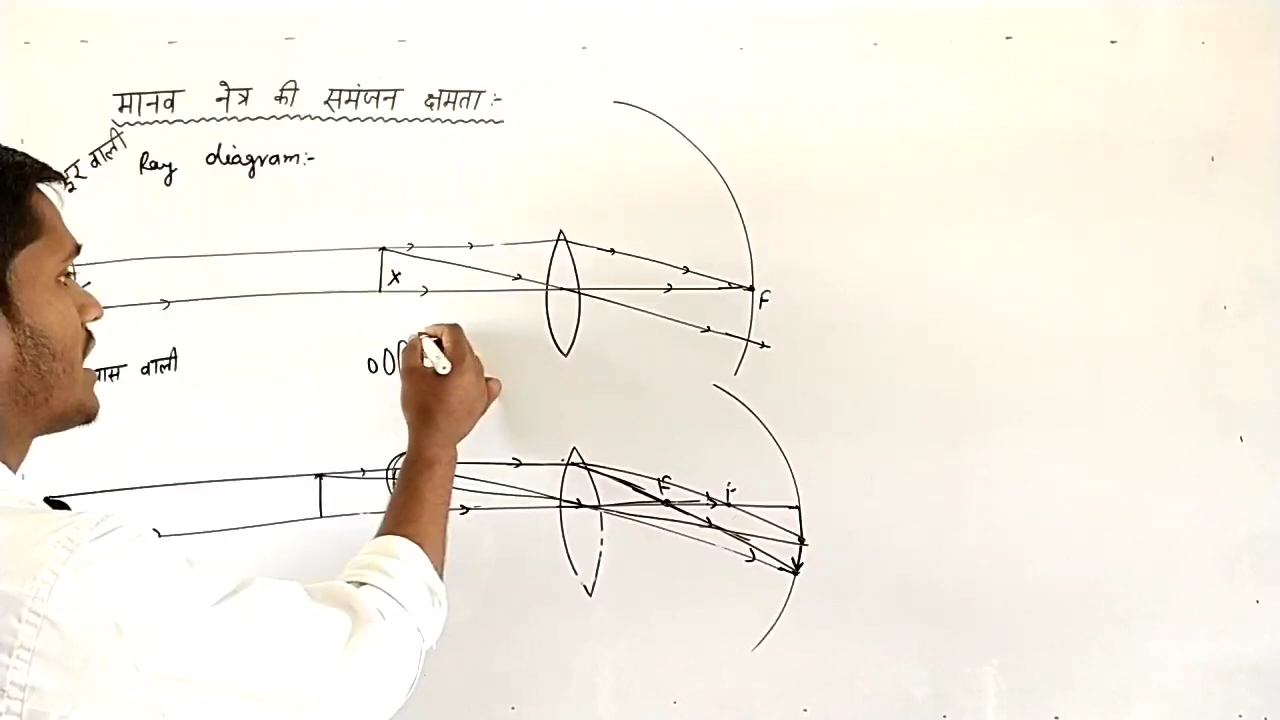 मानव नेत्र की समंजन क्षमता :-
दूर वाली
Ray diagram:-
X
F
वाली
F